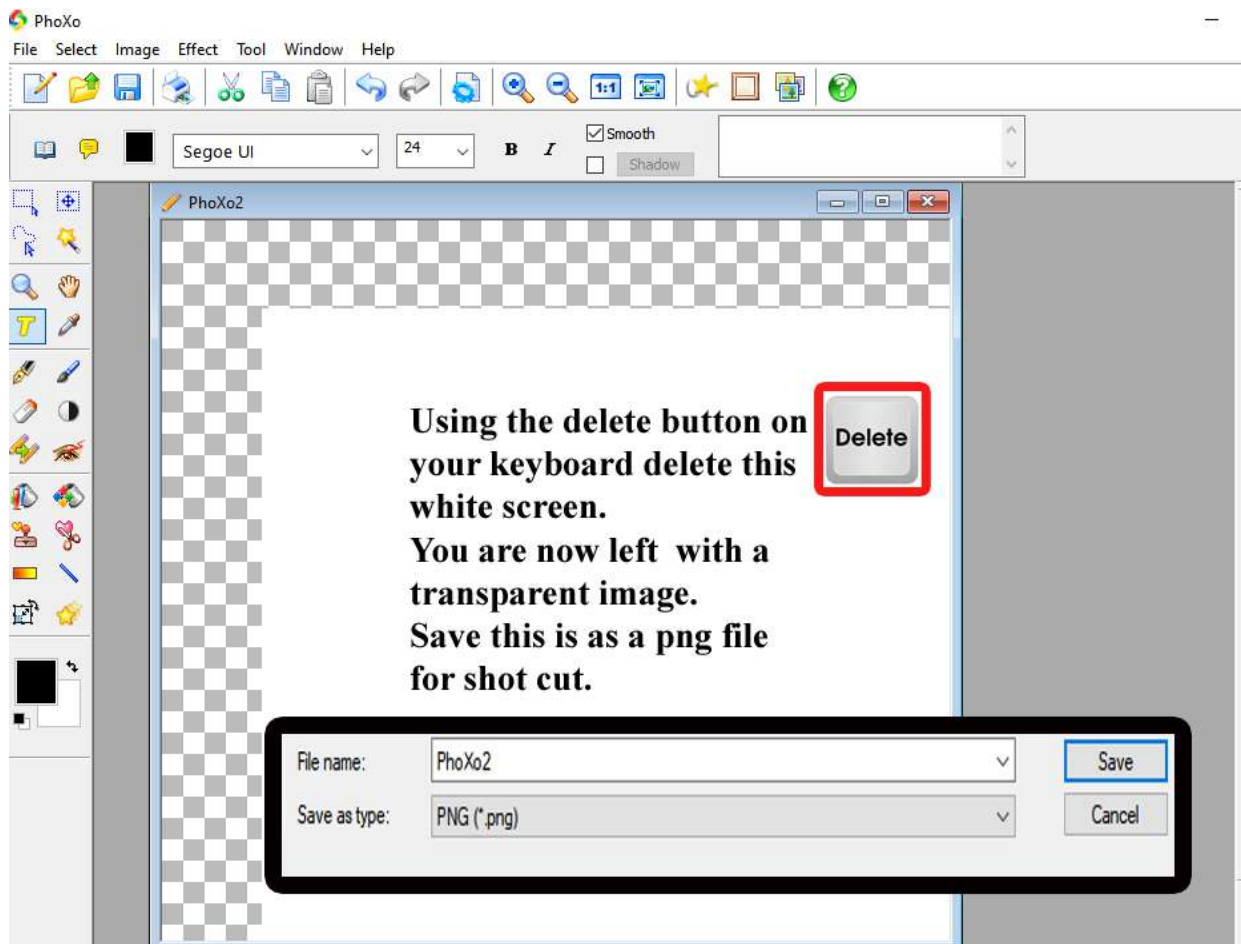 PhoXo
File Select Image Effect Tool Window Help
1:1
Segoe UI 24 B I Smooth
Shadow
T
PhoXo2
Using the delete button on
your keyboard delete this
white screen.
You are now left with a
transparent image.
Save this is as a png file
for shot cut.
Delete
File name: PhoXo2 Save
Save as type: PNG (*.png) Cancel